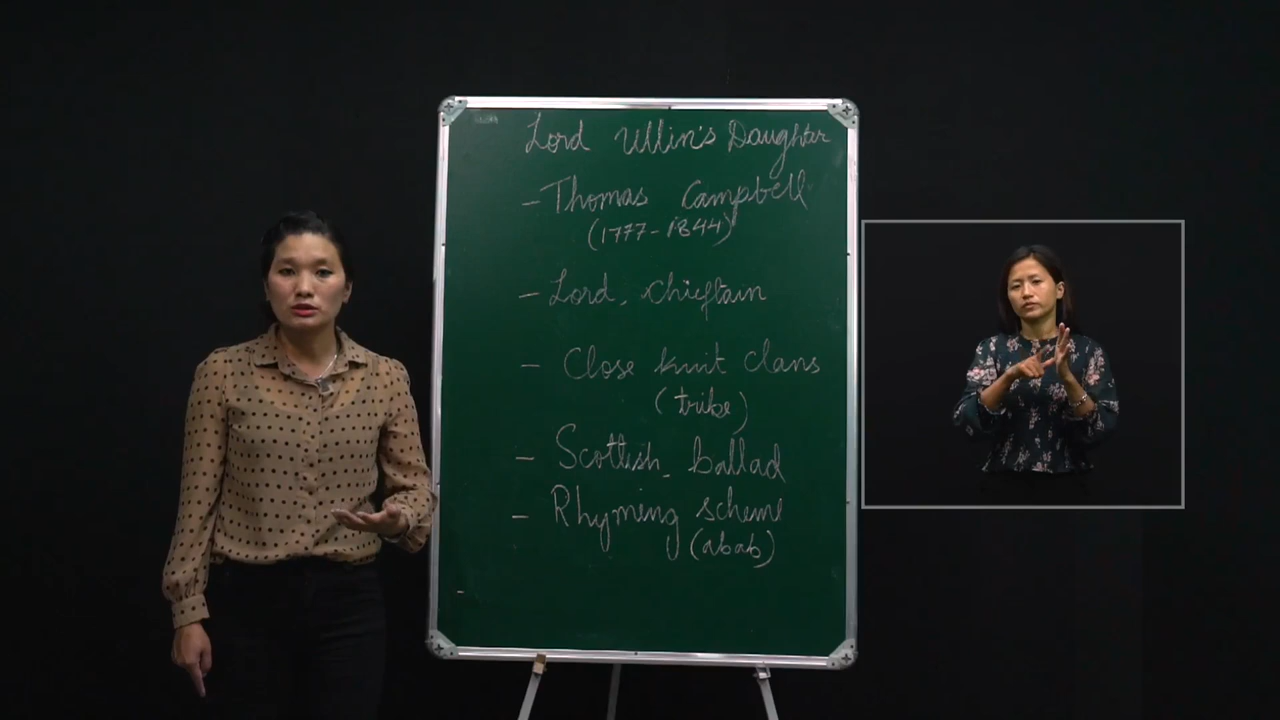 Lord Ullin's Daughter
- Thomas Campbell
(1777-1844)
- Lord, Chieftain
- Close knit clans
(tribe)
- Scottish ballad
- Rhyming scheme
(abab)
-